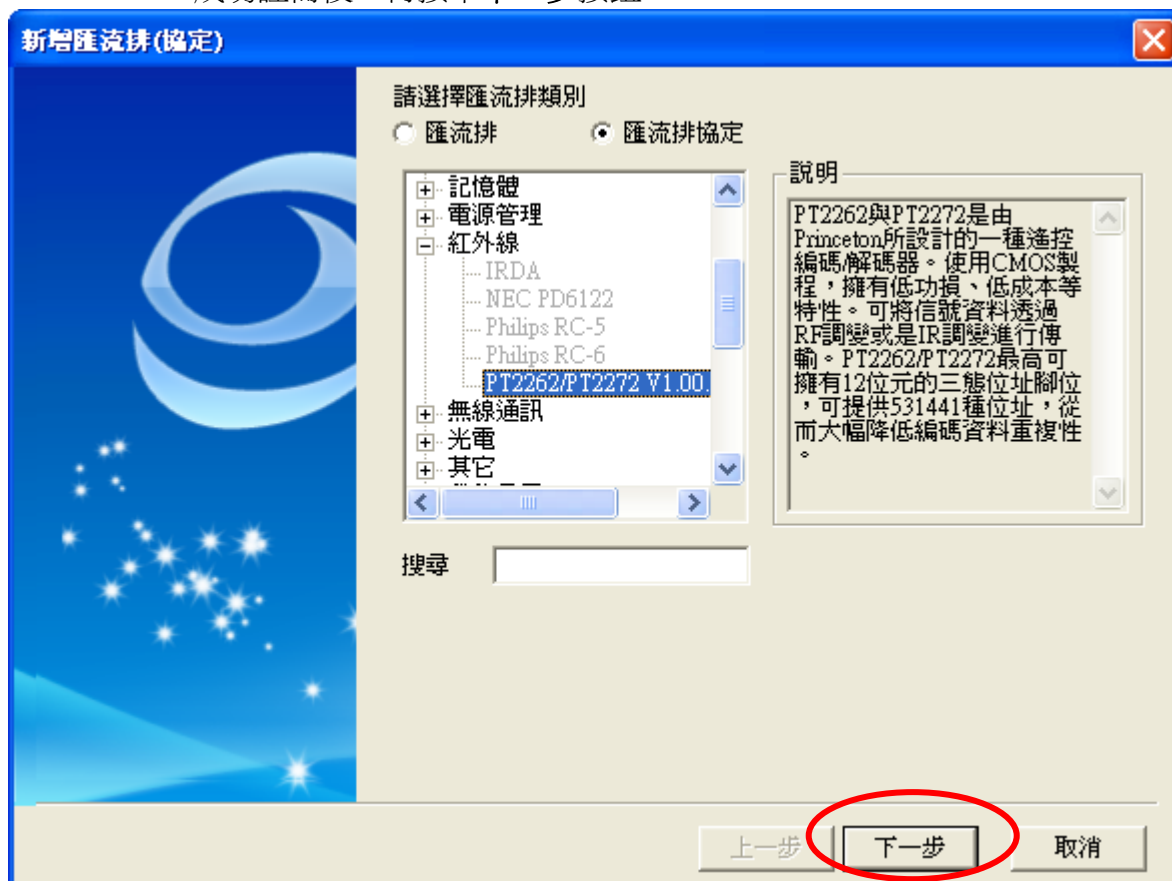 新增匯流排(協定)
請選擇匯流排類別
匯流排
匯流排協定
記憶體
電源管理
紅外線
IRDA
NEC PD6122
Philips RC-5
Philips RC-6
PT2262/PT2272 V1.00.
無線通訊
光電
其它
說明
PT2262與PT2272是由
Princeton所設計的一種遙控
編碼/解碼器。使用CMOS製
程，擁有低功損、低成本等
特性。可將信號資料透過
RF調變或是IR調變進行傳
輸。PT2262/PT2272最高可
擁有12位元的三態位址腳位
，可提供531441種位址，從
而大幅降低編碼資料重複性
。
搜尋
上一步
下一步
取消